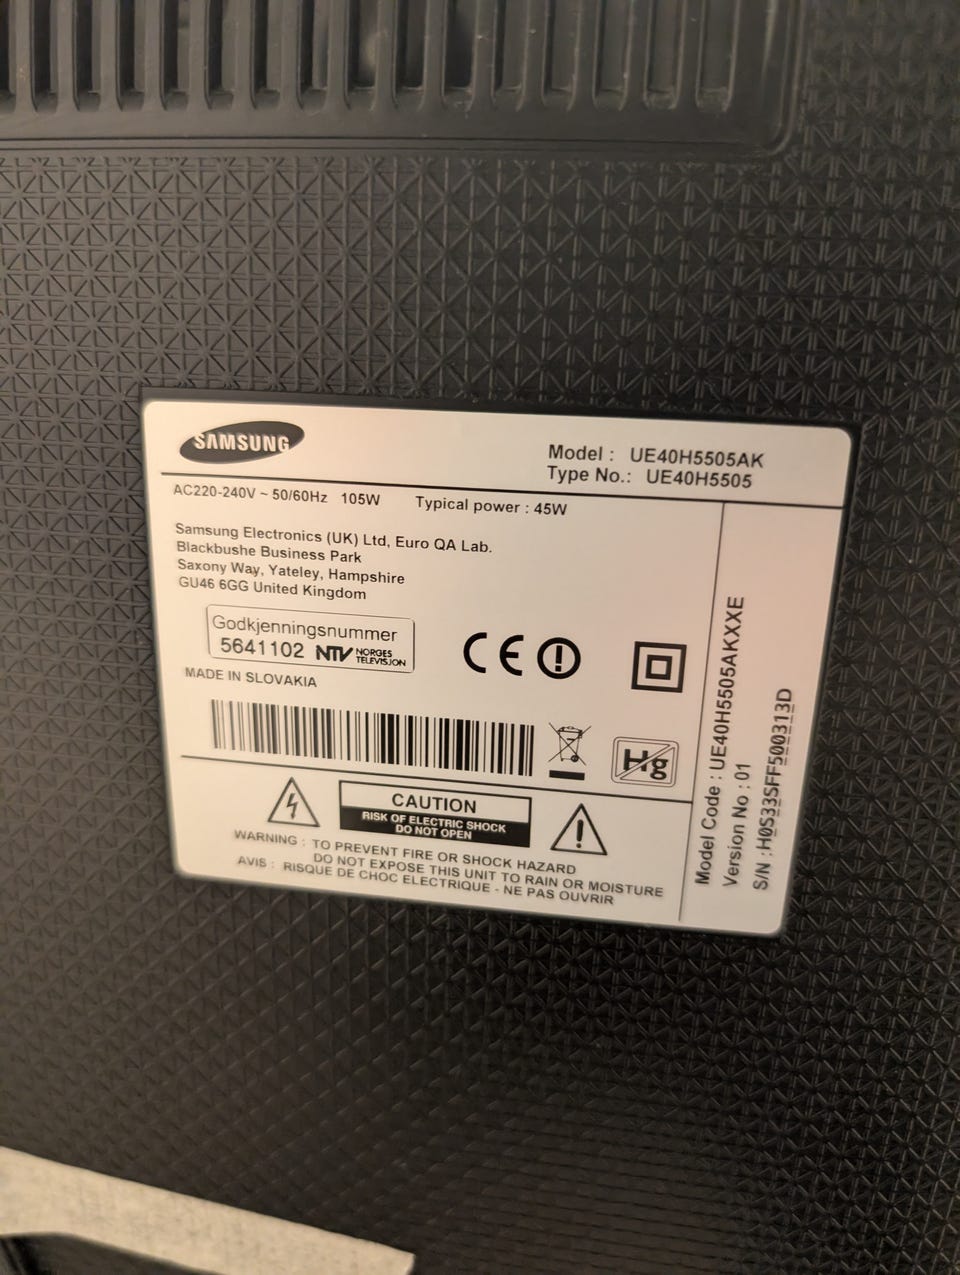 SAMSUNG
Model : UE40H5505AK
Type No.: UE40H5505
AC220-240V ~ 50/60Hz 105W Typical power : 45W
Samsung Electronics (UK) Ltd, Euro QA Lab.
Blackbushe Business Park
Saxony Way, Yateley, Hampshire
GU46 6GG United Kingdom
Godkjenningsnummer
5641102 NTV NORGES
TELEVISJON
CE
MADE IN SLOVAKIA
Hg
CAUTION
RISK OF ELECTRIC SHOCK
DO NOT OPEN
WARNING : TO PREVENT FIRE OR SHOCK HAZARD
DO NOT EXPOSE THIS UNIT TO RAIN OR MOISTURE
AVIS : RISQUE DE CHOC ELECTRIQUE - NE PAS OUVRIR
Model Code : UE40H5505AKXXE
Version No : 01
S/N : H0S33SFF500313D